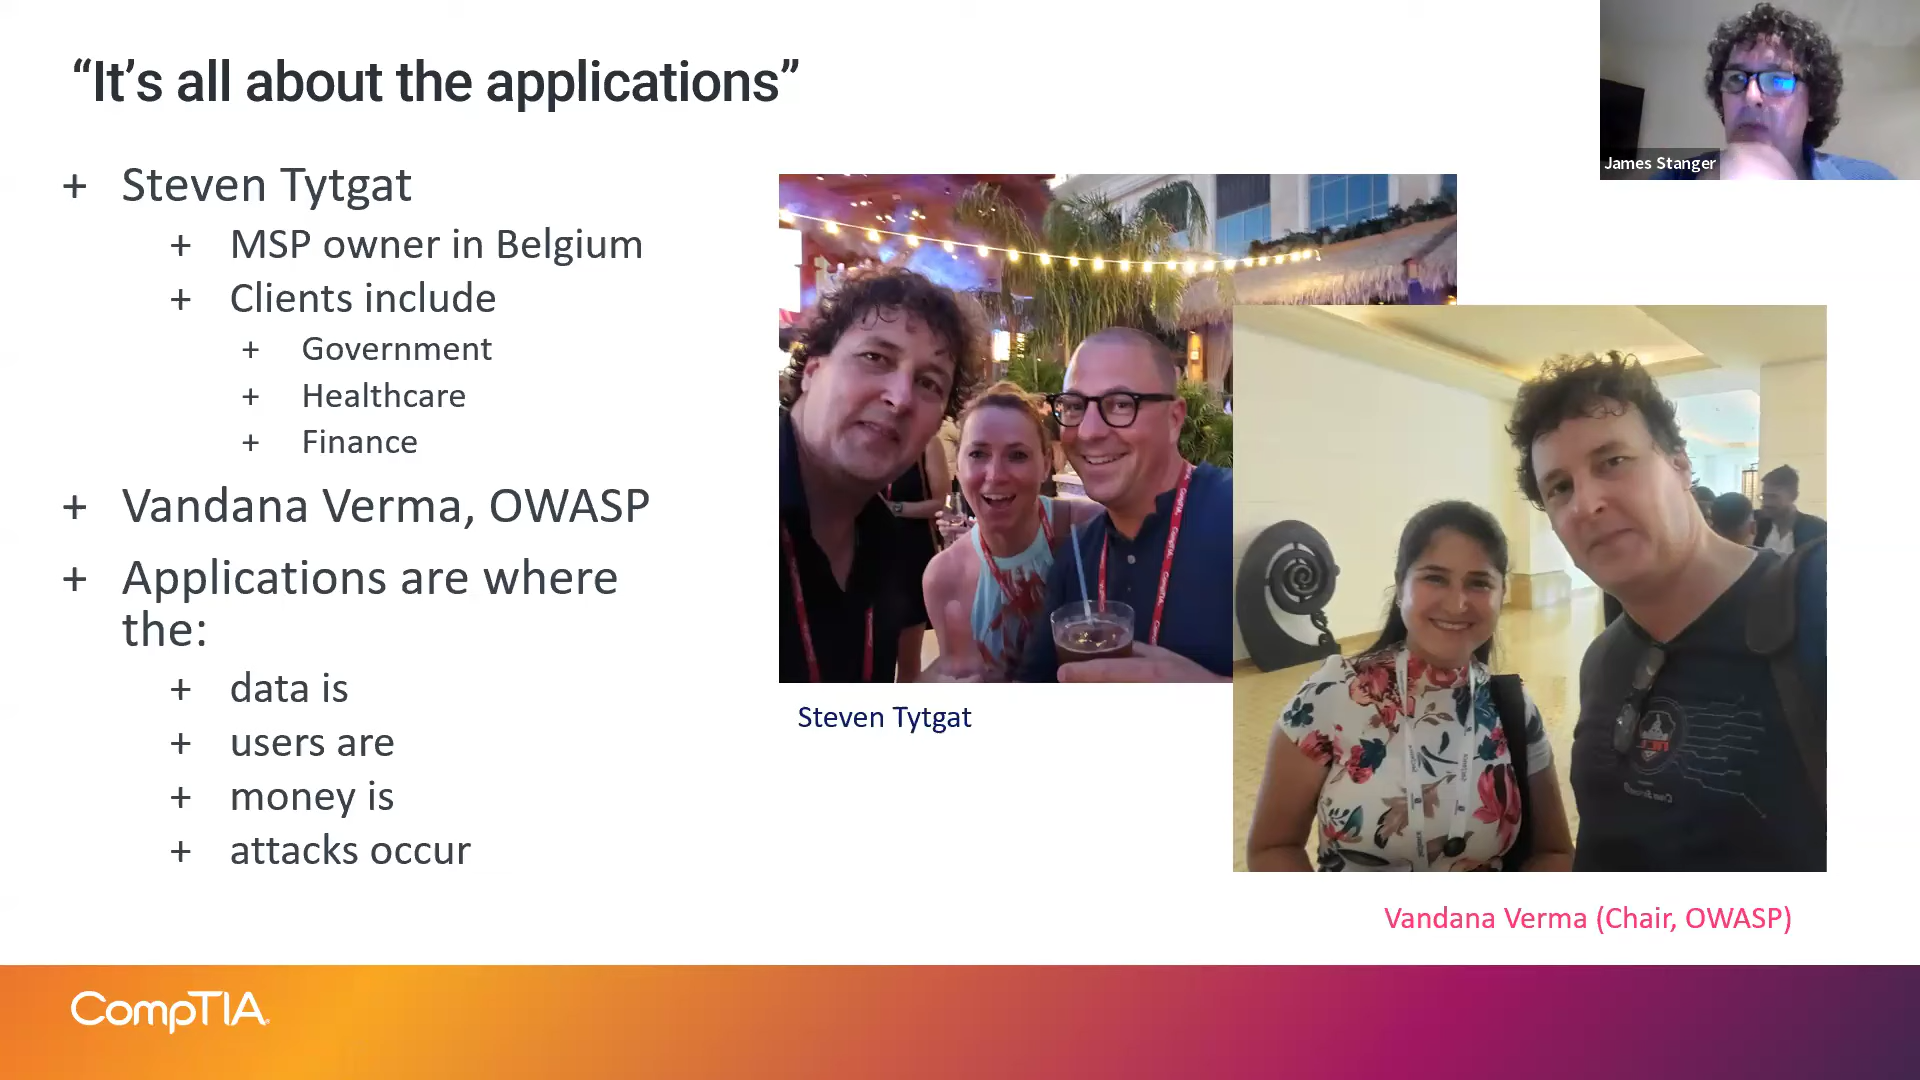 “It’s all about the applications”
James Stanger
+ Steven Tytgat
+ MSP owner in Belgium
+ Clients include
+ Government
+ Healthcare
+ Finance
+ Vandana Verma, OWASP
+ Applications are where
the:
+ data is
+ users are
+ money is
+ attacks occur
CompTIA.
CompTIA.
Steven Tytgat
Vandana Verma (Chair, OWASP)
CompTIA